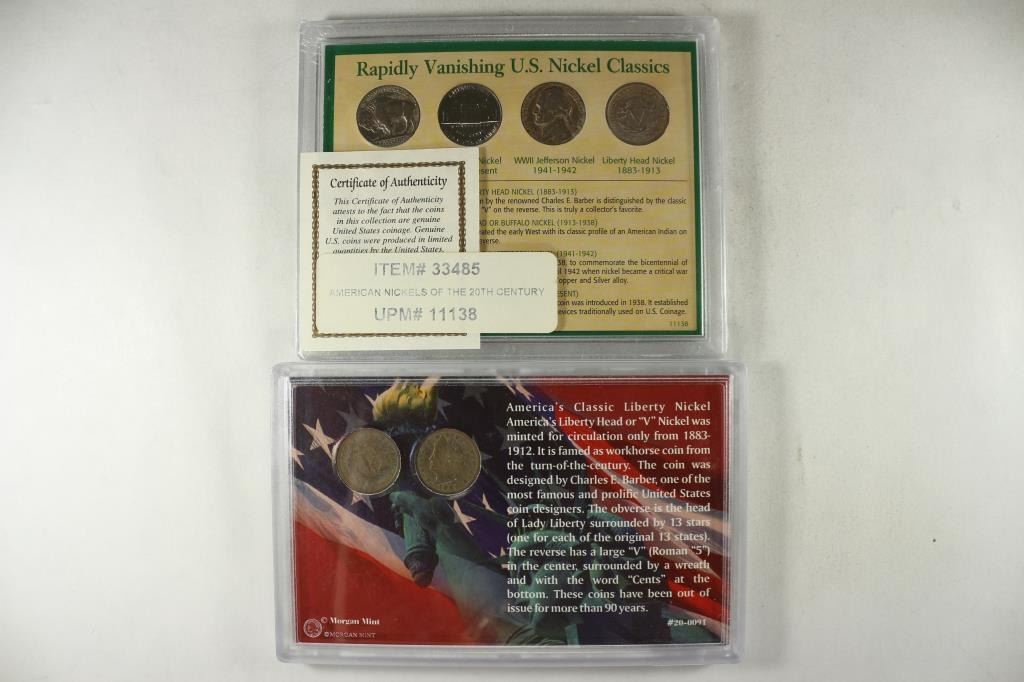 Rapidly Vanishing U.S. Nickel Classics
Nickel
WWII Jefferson Nickel
1941-1942
Liberty Head Nickel
1883-1913
Certificate of Authenticity
This Certificate of Authenticity
attests to the fact that the coins
in this collection are genuine
United States coinage. Genuine
U.S. coins were produced in limited
quantities by the United States.
ITEM# 33485
AMERICAN NICKELS OF THE 20TH CENTURY
UPM# 11138
HEAD NICKEL (1883-1913)
by the renowned Charles E. Barber is distinguished by the classic
"V" on the reverse. This is truly a collector's favorite.
OR BUFFALO NICKEL (1913-1938)
the early West with its classic profile of an American Indian on
(1941-1942)
to commemorate the bicentennial of
1942 when nickel became a critical war
and Silver alloy.
coin was introduced in 1938. It established
traditionally used on U.S. Coinage.
11138
America's Classic Liberty Nickel
America's Liberty Head or "V" Nickel was
minted for circulation only from 1883-
1912. It is famed as workhorse coin from
the turn-of-the-century. The coin was
designed by Charles E. Barber, one of the
most famous and prolific United States
coin designers. The obverse is the head
of Lady Liberty surrounded by 13 stars
(one for each of the original 13 states).
The reverse has a large "V" (Roman "5")
in the center, surrounded by a wreath
and with the word "Cents" at the
bottom. These coins have been out of
issue for more than 90 years.
#20-0091
© Morgan Mint
©MORGAN MINT